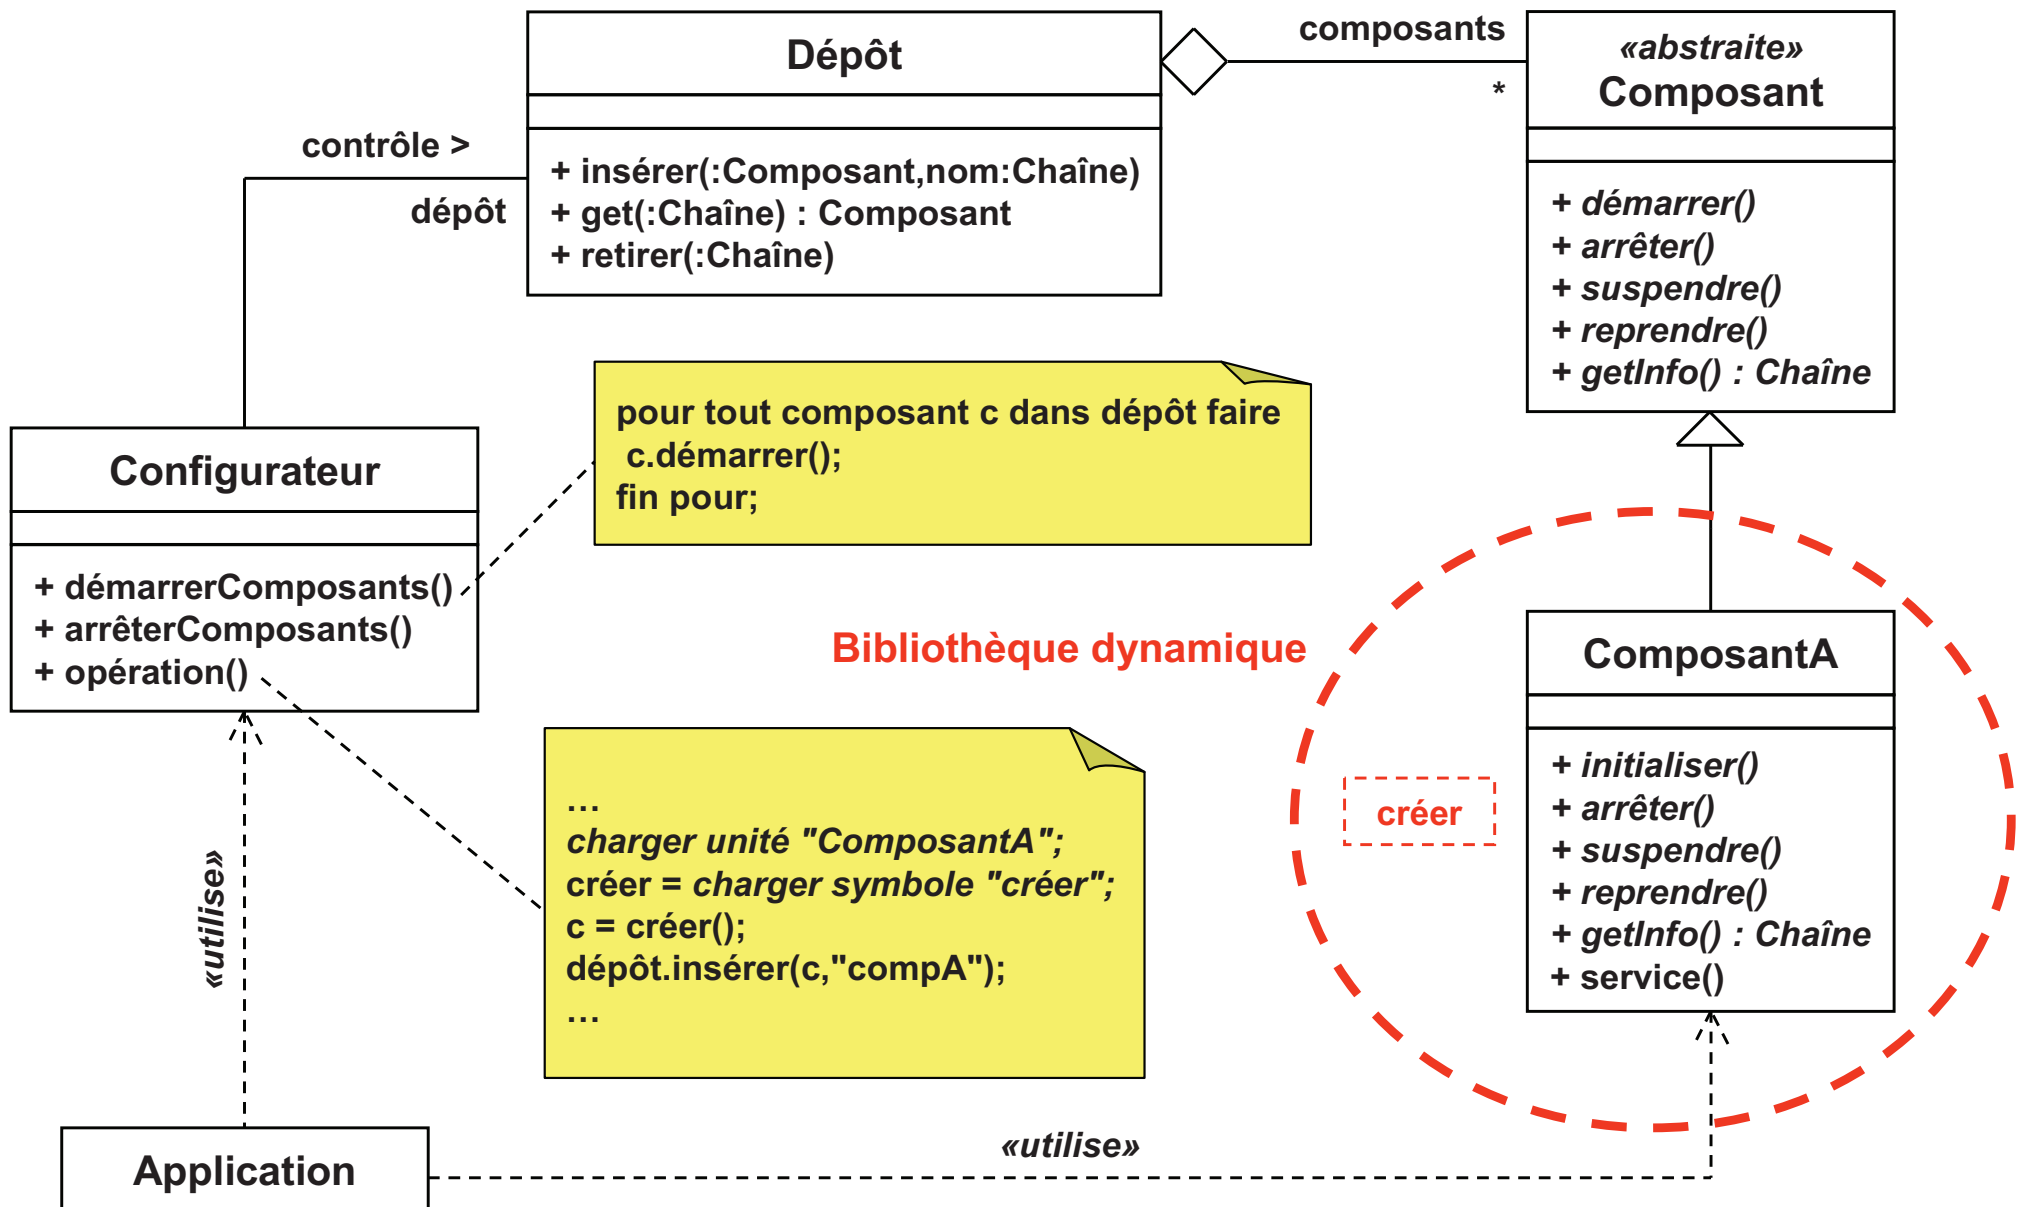 Dépôt
+ insérer(:Composant,nom:Chaîne)
+ get(:Chaîne) : Composant
+ retirer(:Chaîne)
composants
*
«abstraite»
Composant
+ démarrer()
+ arrêter()
+ suspendre()
+ reprendre()
+ getInfo() : Chaîne
contrôle >
dépôt
pour tout composant c dans dépôt faire
c.démarrer();
fin pour;
Configurateur
+ démarrerComposants()
+ arrêterComposants()
+ opération()
Bibliothèque dynamique
ComposantA
+ initialiser()
+ arrêter()
+ suspendre()
+ reprendre()
+ getInfo() : Chaîne
+ service()
créer
…
charger unité "ComposantA";
créer = charger symbole "créer";
c = créer();
dépôt.insérer(c,"compA");
…
«utilise»
Application
«utilise»